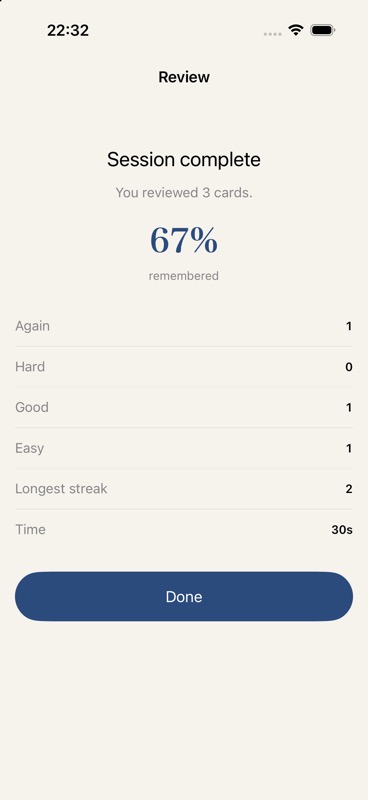 22:32
Review
Session complete
You reviewed 3 cards.
67%
remembered
Again 1
Hard 0
Good 1
Easy 1
Longest streak 2
Time 30s
Done